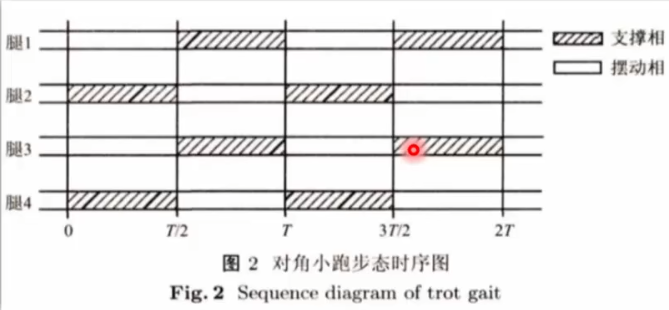 腿1
支撑相
摆动相
腿2
腿3
腿4
0 T/2 T 3T/2 2T
图 2 对角小跑步态时序图
Fig. 2 Sequence diagram of trot gait